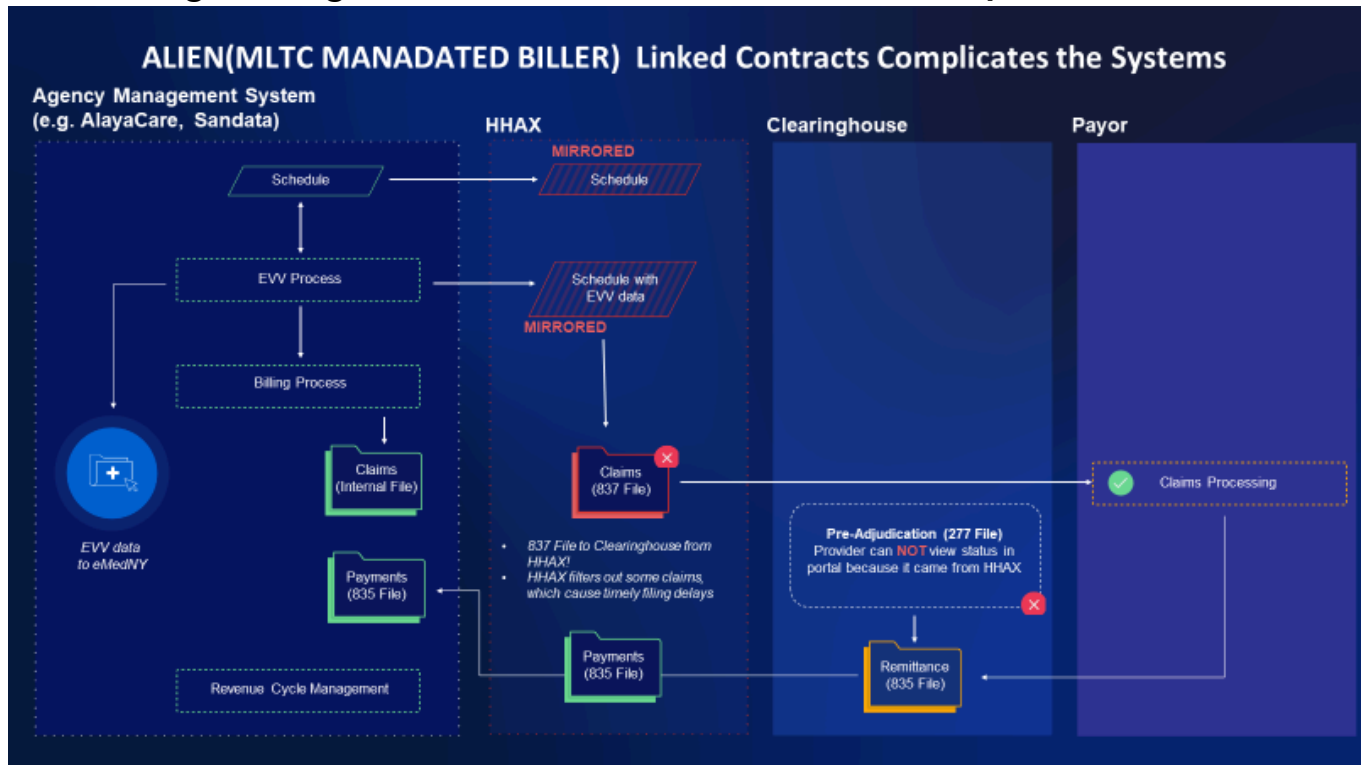 ALIEN(MLTC MANADATED BILLER) Linked Contracts Complicates the Systems
Agency Management System
(e.g. AlayaCare, Sandata)
HHAX
Clearinghouse
Payor
MIRRORED
Schedule
Schedule
EVV Process
Schedule with
EVV data
MIRRORED
Billing Process
Claims
(Internal File)
Claims
(837 File)
Claims Processing
EVV data
to eMedNY
• 837 File to Clearinghouse from
HHAX!
• HHAX filters out some claims,
which cause timely filing delays
Pre-Adjudication (277 File)
Provider can NOT view status in
portal because it came from HHAX
Payments
(835 File)
Payments
(835 File)
Remittance
(835 File)
Revenue Cycle Management